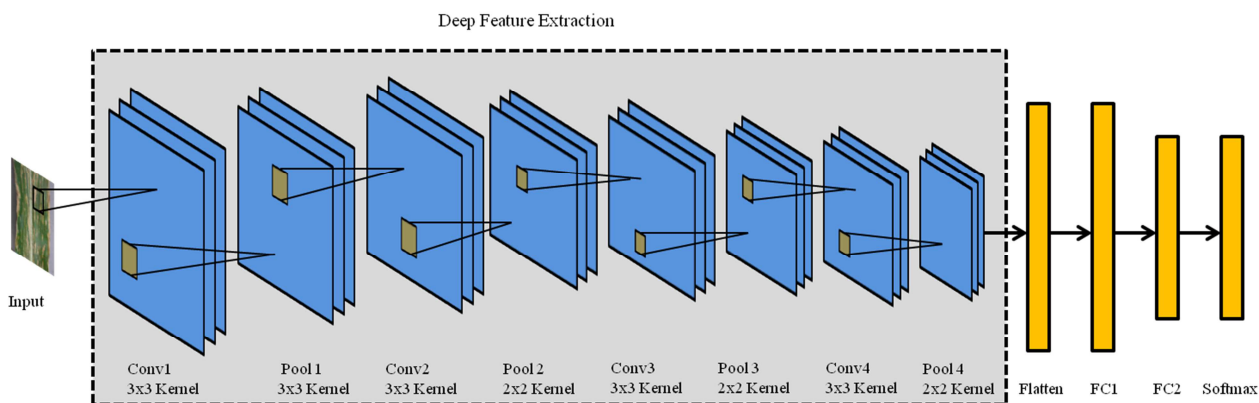 Deep Feature Extraction
Input
Conv1
3x3 Kernel
Pool 1
3x3 Kernel
Conv2
3x3 Kernel
Pool 2
2x2 Kernel
Conv3
3x3 Kernel
Pool 3
2x2 Kernel
Conv4
3x3 Kernel
Pool 4
2x2 Kernel
Flatten
FC1
FC2
Softmax